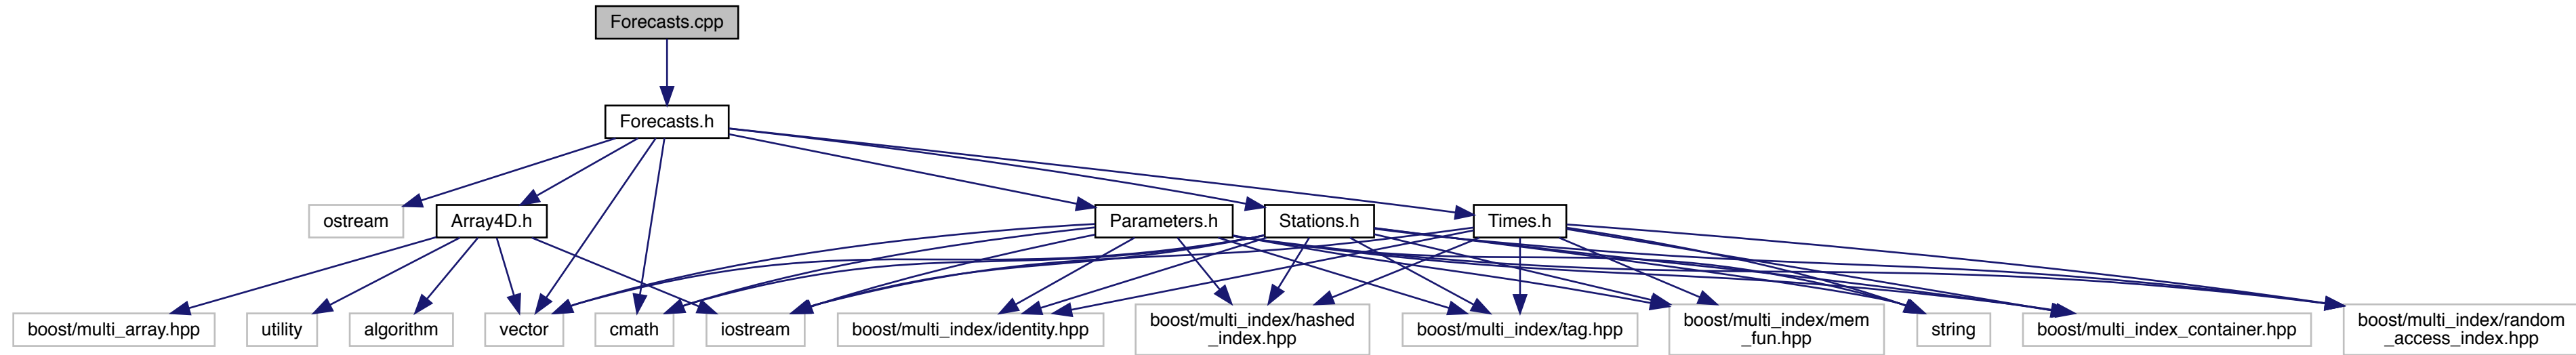 Forecasts.cpp
Forecasts.h
ostream
Array4D.h
Parameters.h
Stations.h
Times.h
boost/multi_array.hpp
utility
algorithm
vector
cmath
iostream
boost/multi_index/identity.hpp
boost/multi_index/hashed
_index.hpp
boost/multi_index/tag.hpp
boost/multi_index/mem
_fun.hpp
string
boost/multi_index_container.hpp
boost/multi_index/random
_access_index.hpp